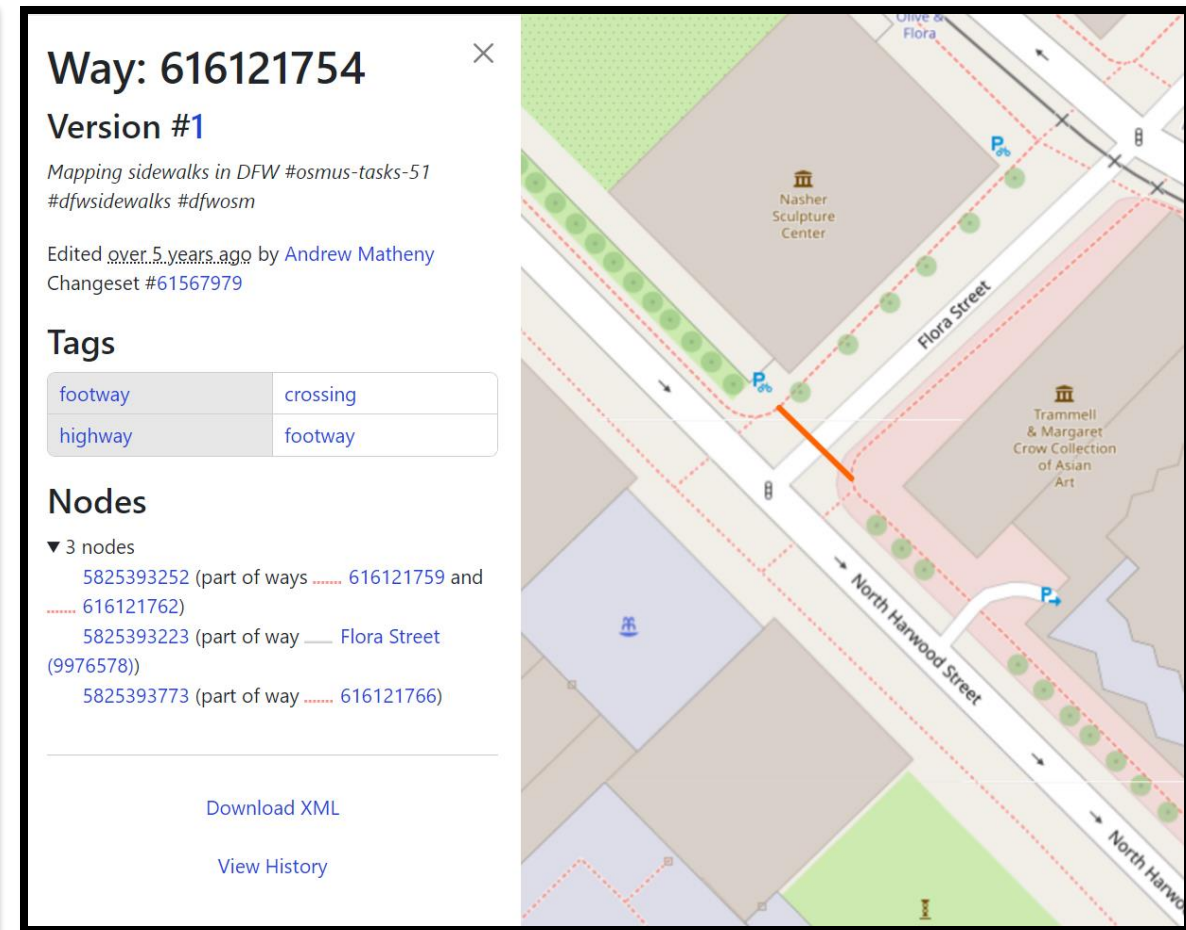 Way: 616121754
Version #1
Mapping sidewalks in DFW #osmus-tasks-51
#dfwsidewalks #dfwosm
Edited over 5 years ago by Andrew Matheny
Changeset #61567979
Tags
footway crossing
highway footway
Nodes
▼ 3 nodes
5825393252 (part of ways 616121759 and
616121762)
5825393223 (part of way Flora Street
(9976578))
5825393773 (part of way 616121766)
Download XML
View History
Olive &
Flora
P
Nasher
Sculpture
Center
Flora Street
P
Trammell
& Margaret
Crow Collection
of Asian
Art
P
North Harwood Street
North Harwo